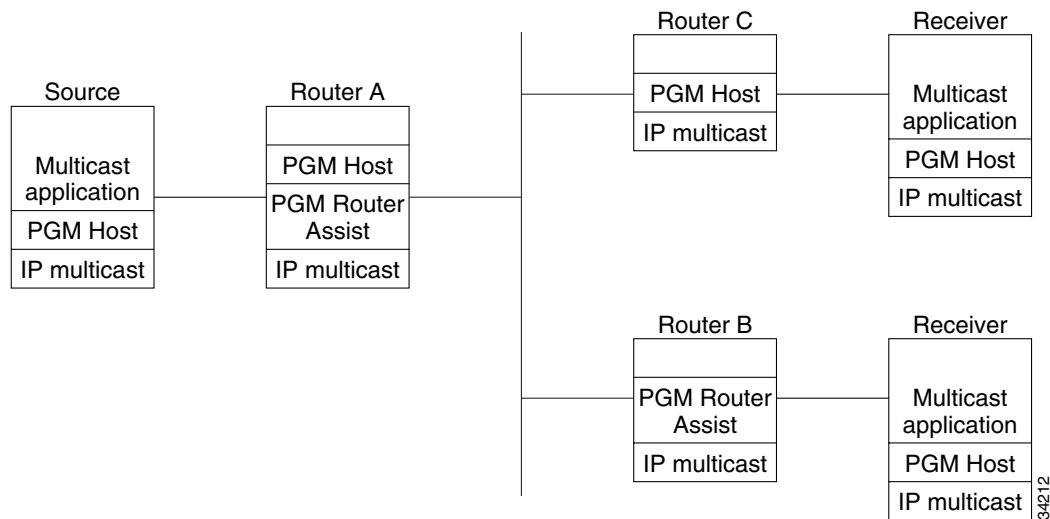 Source
Multicast
application
PGM Host
IP multicast
Router A
PGM Host
PGM Router
Assist
IP multicast
Router C
PGM Host
IP multicast
Receiver
Multicast
application
PGM Host
IP multicast
Router B
PGM Router
Assist
IP multicast
Receiver
Multicast
application
PGM Host
IP multicast
34212